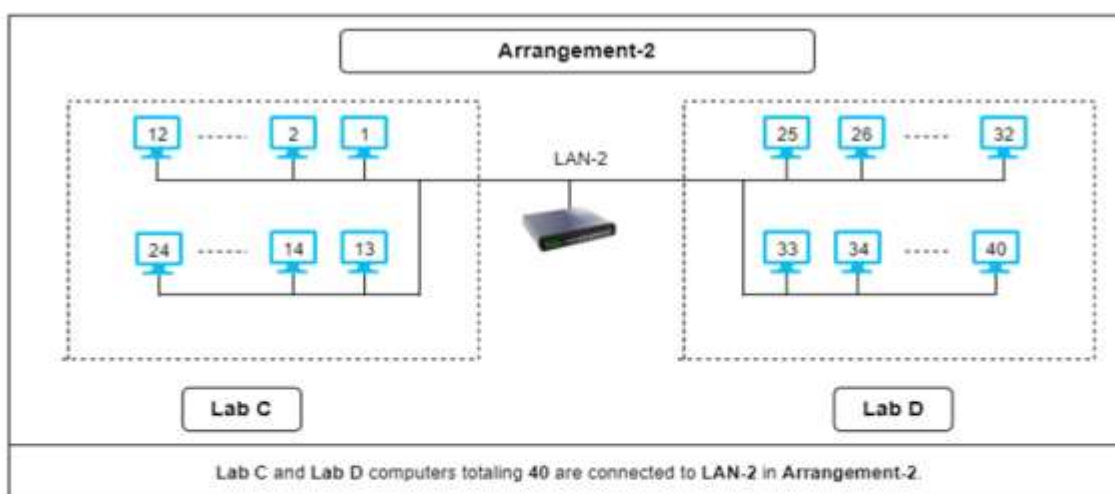 Arrangement-2
12 ------ 2 1
LAN-2
25 26 ------ 32
24 ------ 14 13
33 34 ------ 40
Lab C
Lab D
Lab C and Lab D computers totaling 40 are connected to LAN-2 in Arrangement-2.